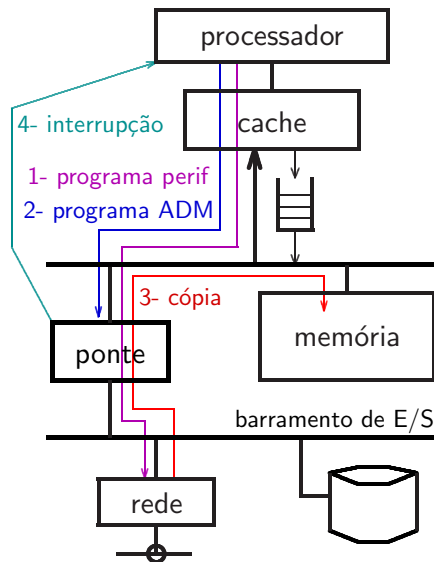 processador
4- interrupção
cache
1- programa perif
2- programa ADM
3- cópia
memória
ponte
barramento de E/S
rede